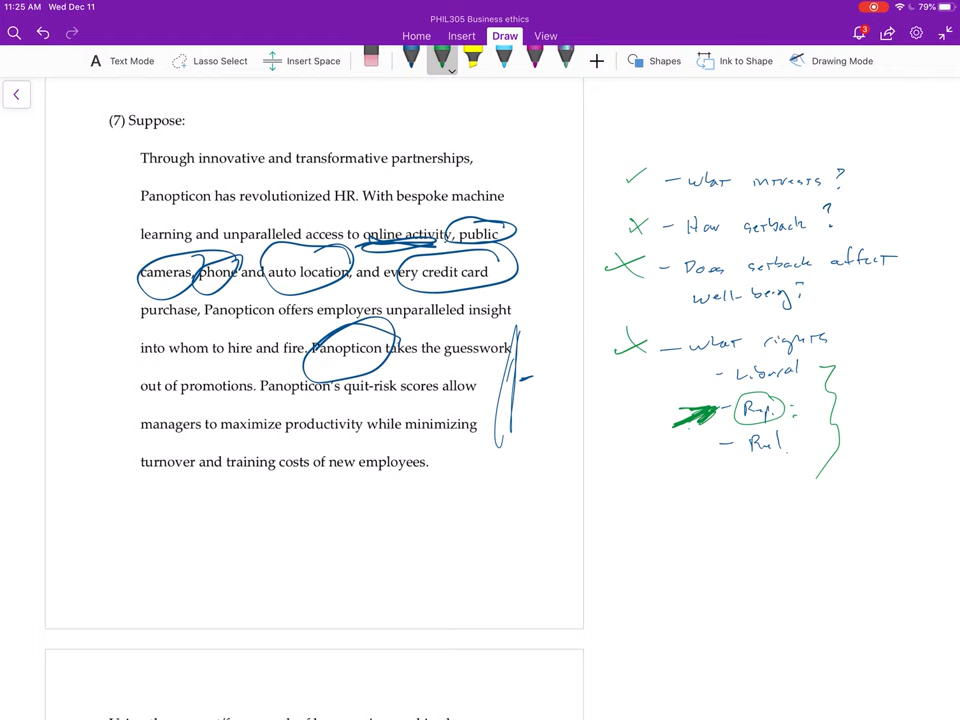 11:25 AM Wed Dec 11
79%
PHIL305 Business ethics
Home Insert Draw View
3
A Text Mode Lasso Select Insert Space Shapes Ink to Shape Drawing Mode
(7) Suppose:
Through innovative and transformative partnerships,
Panopticon has revolutionized HR. With bespoke machine
learning and unparalleled access to online activity, public
cameras, phone and auto location, and every credit card
purchase, Panopticon offers employers unparalleled insight
into whom to hire and fire. Panopticon takes the guesswork
out of promotions. Panopticon's quit-risk scores allow
managers to maximize productivity while minimizing
turnover and training costs of new employees.
- What intrests?
- How setback?
- Does setback affect
well-being?
- What rights
- Liberal
- Rep. :
- Rel.